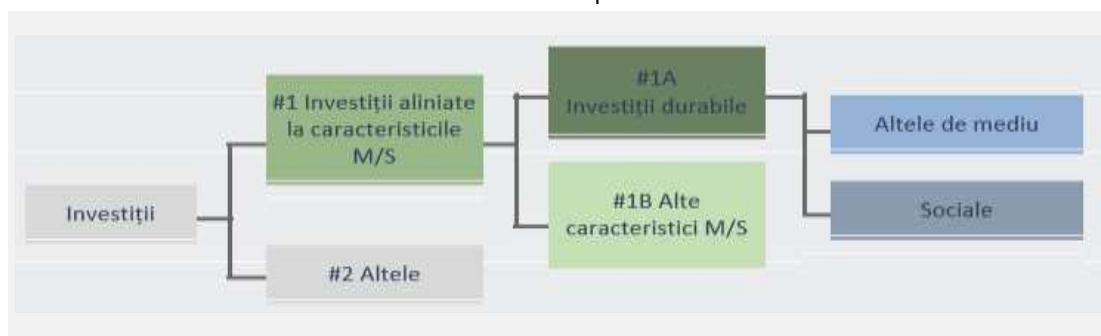 Investiții
#1 Investiții aliniate
la caracteristicile
M/S
#2 Altele
#1A
Investiții durabile
#1B Alte
caracteristici M/S
Altele de mediu
Sociale